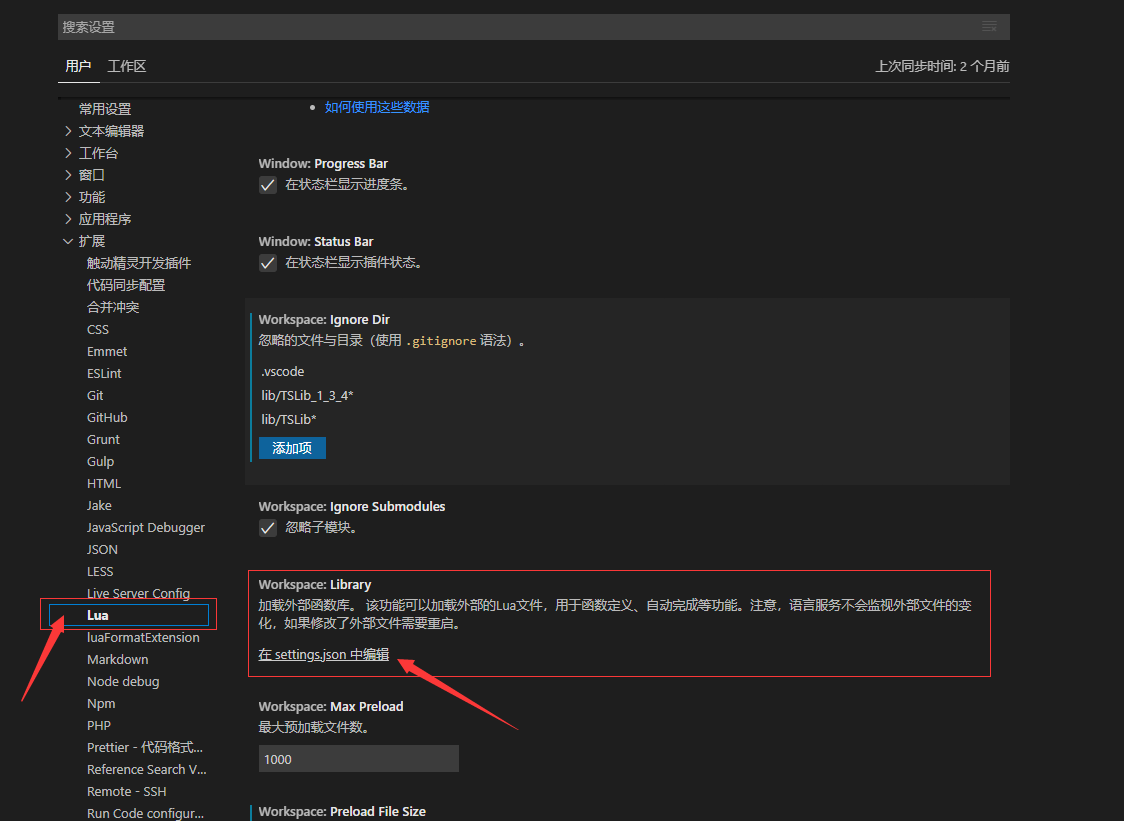 搜索设置
用户 工作区
上次同步时间: 2 个月前
常用设置
文本编辑器
工作台
窗口
功能
应用程序
扩展
触动精灵开发插件
代码同步配置
合并冲突
CSS
Emmet
ESLint
Git
GitHub
Grunt
Gulp
HTML
Jake
JavaScript Debugger
JSON
LESS
Live Server Config
Lua
luaFormatExtension
Markdown
Node debug
Npm
PHP
Prettier - 代码格式...
Reference Search V...
Remote - SSH
Run Code configur...
如何使用这些数据
Window: Progress Bar
在状态栏显示进度条。
Window: Status Bar
在状态栏显示插件状态。
Workspace: Ignore Dir
忽略的文件与目录（使用 .gitignore 语法）。
.vscode
lib/TSLib_1_3_4*
lib/TSLib*
添加项
Workspace: Ignore Submodules
忽略子模块。
Workspace: Library
加载外部函数库。 该功能可以加载外部的Lua文件，用于函数定义、自动完成等功能。注意，语言服务不会监视外部文件的变
化，如果修改了外部文件需要重启。
在 settings.json 中编辑
Workspace: Max Preload
最大预加载文件数。
1000
Workspace: Preload File Size